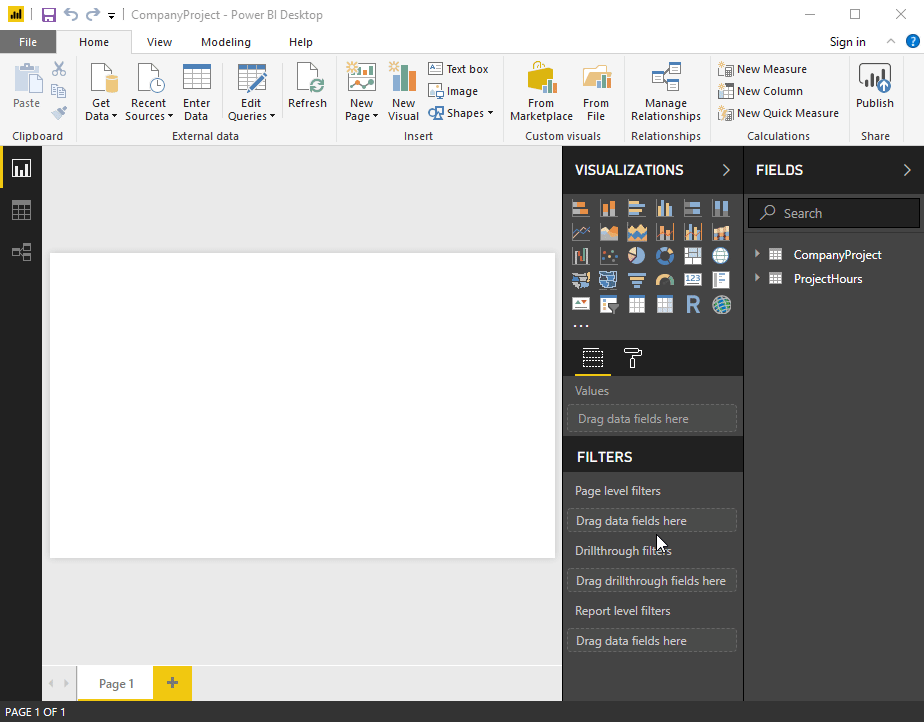 CompanyProject - Power BI Desktop
File Home View Modeling Help Sign in ?
Paste
Get Data
Recent Sources
Enter Data
Edit Queries
Refresh
New Page
New Visual
Text box
Image
Shapes
From Marketplace
From File
Manage Relationships
New Measure
New Column
New Quick Measure
Publish
Clipboard External data Insert Custom visuals Relationships Calculations Share
VISUALIZATIONS
123
R
...
Values
Drag data fields here
FILTERS
Page level filters
Drag data fields here
Drillthrough filters
Drag drillthrough fields here
Report level filters
Drag data fields here
FIELDS
Search
CompanyProject
ProjectHours
Page 1 +
PAGE 1 OF 1